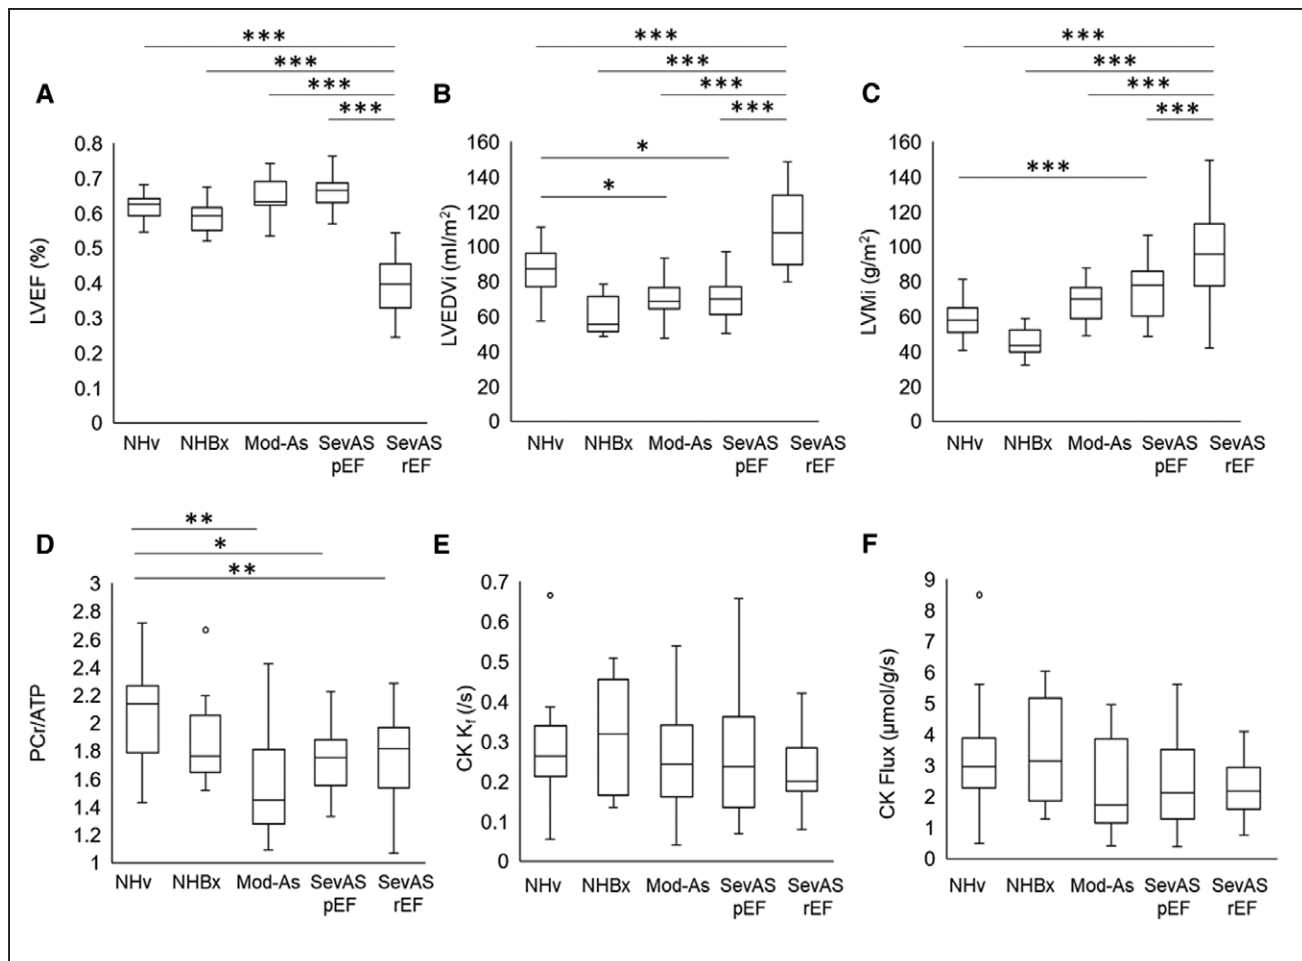 *** *** ***
*** *** ***
A *** B *** C ***
*** *** ***
0.8 160 160
0.7 * 140 *** 140
0.6 * 120 120
0.5 100 100
LVEF (%) LVEDVi (ml/m²) LVMi (g/m²)
0.4 80 80
0.3 60 60
0.2 40 40
0.1 20 20
0 0 0
NHv NHBx Mod-As SevAS pEF SevAS rEF
NHv NHBx Mod-As SevAS pEF SevAS rEF
NHv NHBx Mod-As SevAS pEF SevAS rEF
D ** * **
PCr/ATP
3
2.8
2.6
2.4
2.2
2
1.8
1.6
1.4
1.2
1
NHv NHBx Mod-As SevAS pEF SevAS rEF
E
CK Kf (/s)
0.7
0.6
0.5
0.4
0.3
0.2
0.1
0
NHv NHBx Mod-As SevAS pEF SevAS rEF
F
CK Flux (µmol/g/s)
9
8
7
6
5
4
3
2
1
0
NHv NHBx Mod-As SevAS pEF SevAS rEF